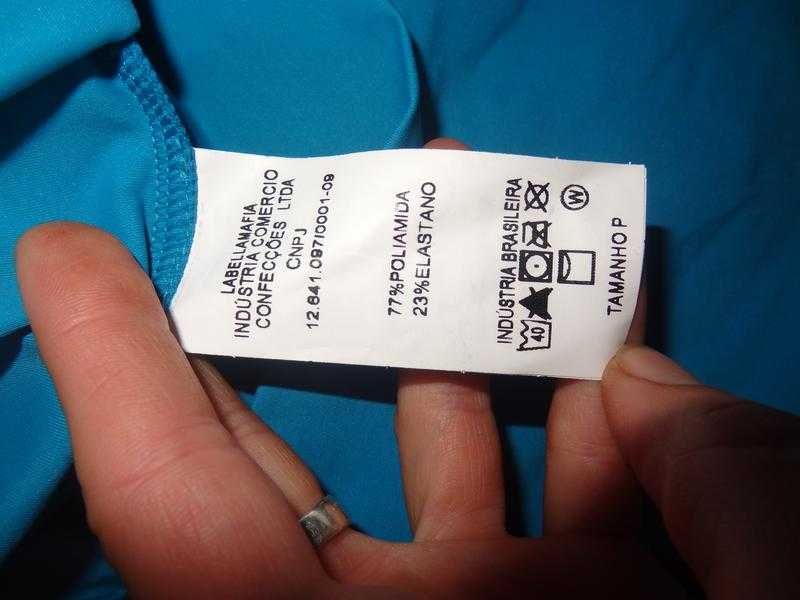 LABELLAMAFIA
INDÚSTRIA COMERCIO
CONFECÇÕES LTDA
CNPJ
12.641.097/0001-09
77%POLIAMIDA
23%ELASTANO
INDÚSTRIA BRASILEIRA
40
W
TAMANHO P